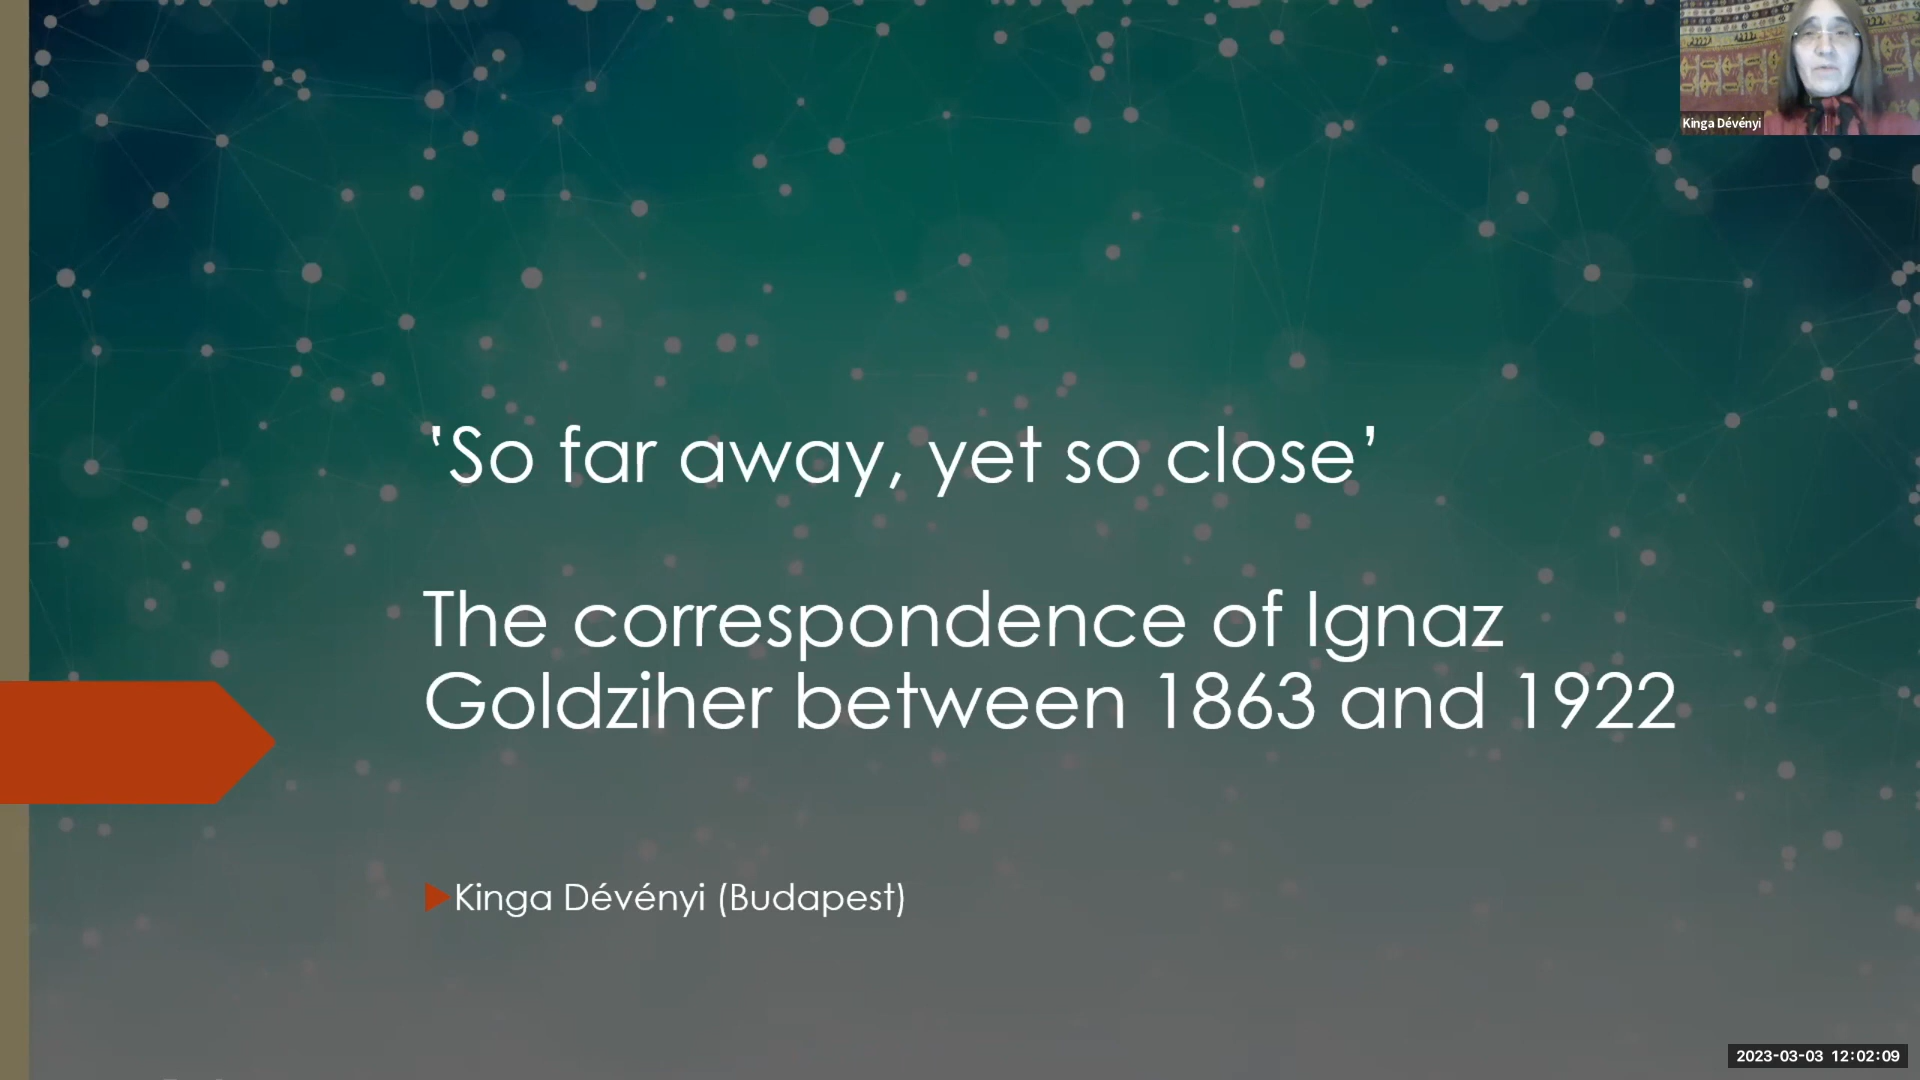 Kinga Dévényi
‛So far away, yet so close’
The correspondence of Ignaz
Goldziher between 1863 and 1922
Kinga Dévényi (Budapest)
2023-03-03 12:02:09